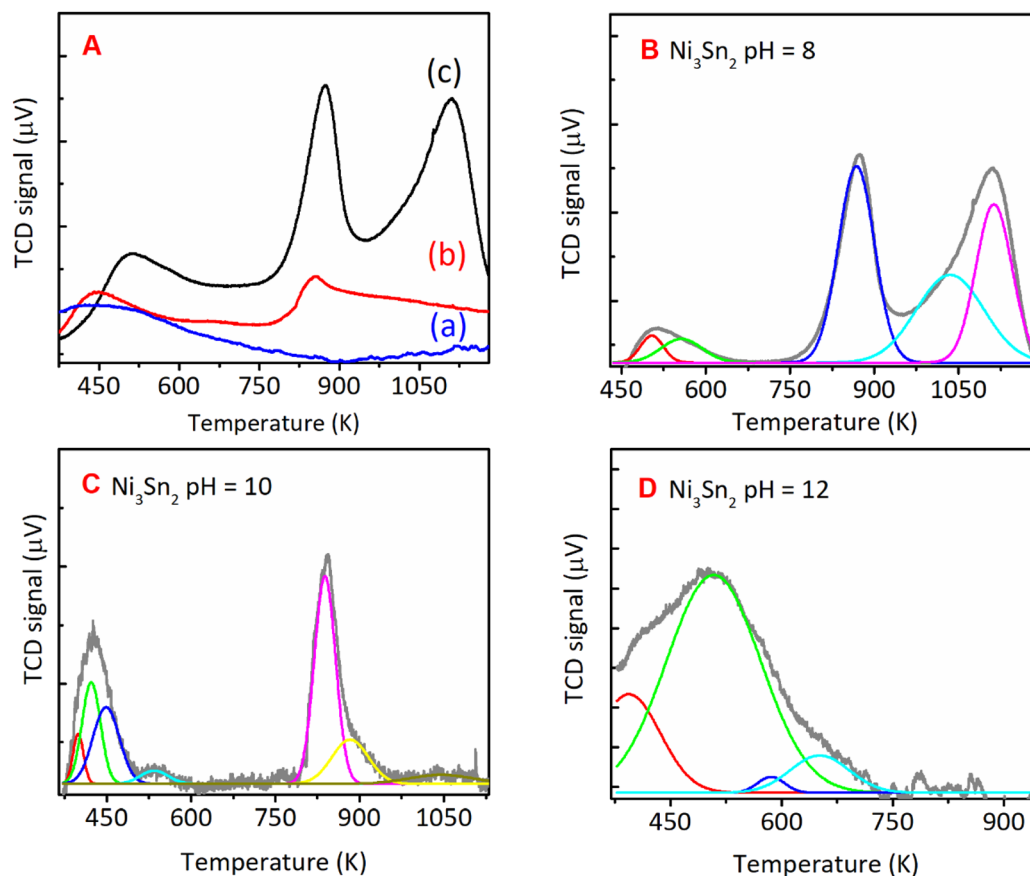 A
(c)
(b)
(a)
TCD signal (µV)
450 600 750 900 1050
Temperature (K)
B Ni₃Sn₂ pH = 8
TCD signal (µV)
450 600 750 900 1050
Temperature (K)
C Ni₃Sn₂ pH = 10
TCD signal (µV)
450 600 750 900 1050
Temperature (K)
D Ni₃Sn₂ pH = 12
TCD signal (µV)
450 600 750 900
Temperature (K)